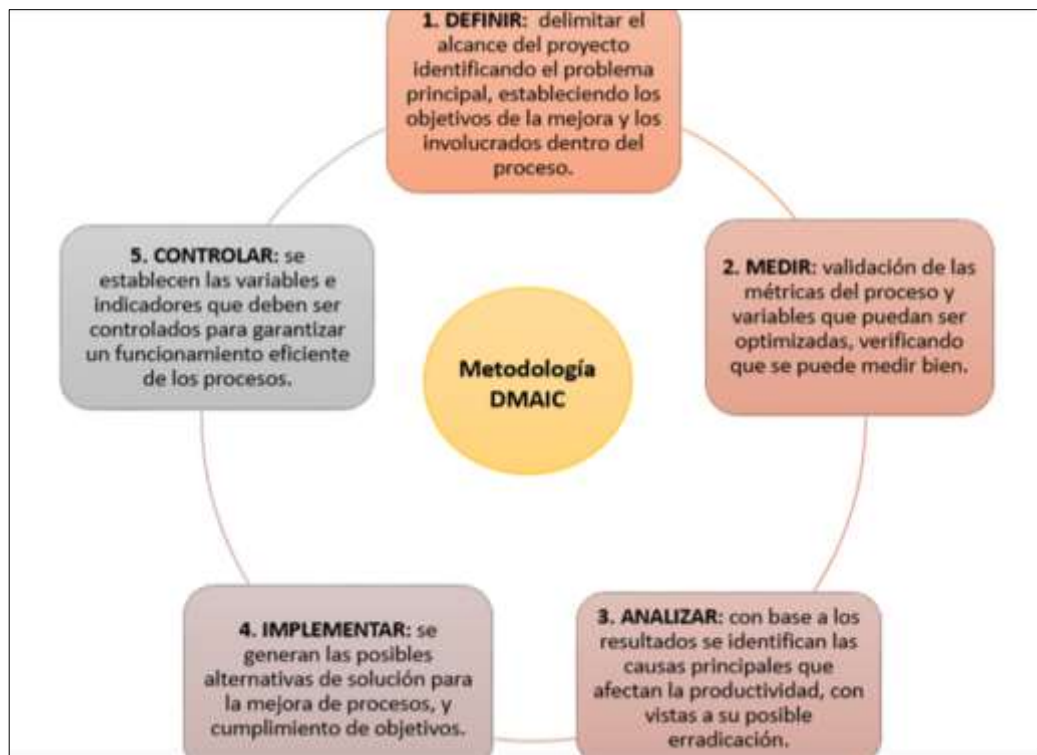 1. DEFINIR: delimitar el
alcance del proyecto
identificando el problema
principal, estableciendo los
objetivos de la mejora y los
involucrados dentro del
proceso.
2. MEDIR: validación de las
métricas del proceso y
variables que puedan ser
optimizadas, verificando
que se puede medir bien.
3. ANALIZAR: con base a los
resultados se identifican las
causas principales que
afectan la productividad, con
vistas a su posible
erradicación.
4. IMPLEMENTAR: se
generan las posibles
alternativas de solución para
la mejora de procesos, y
cumplimiento de objetivos.
5. CONTROLAR: se
establecen las variables e
indicadores que deben ser
controlados para garantizar
un funcionamiento eficiente
de los procesos.
Metodología
DMAIC